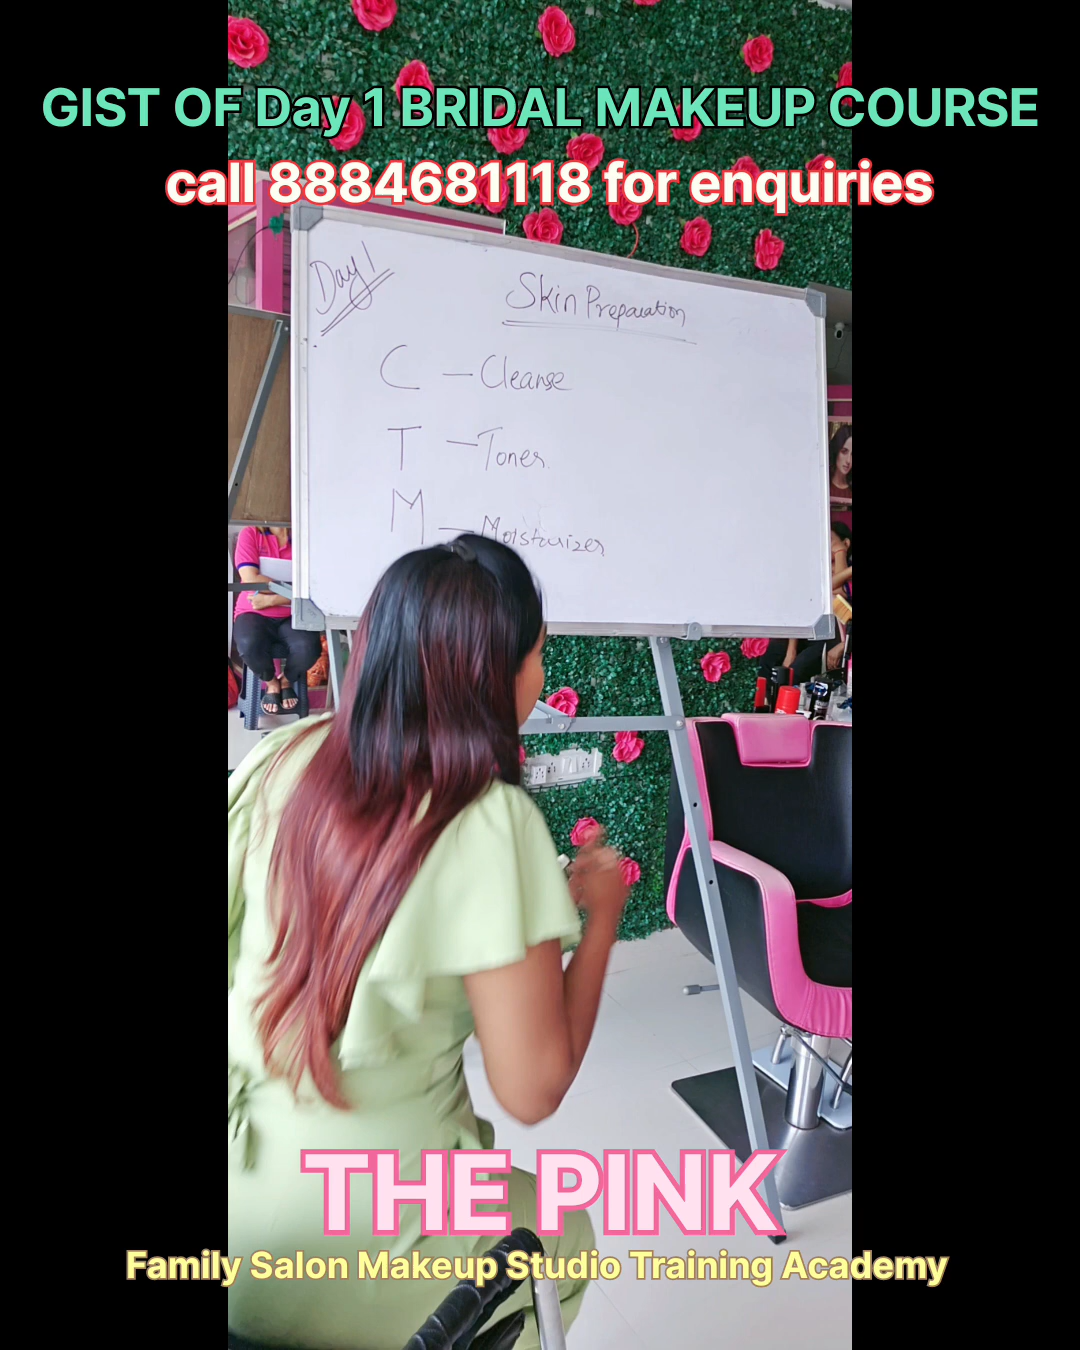 GIST OF Day 1 BRIDAL MAKEUP COURSE
call 8884681118 for enquiries
Day 1
Skin Preparation
C – Cleanse
T – Toner
M – Moisturizer
THE PINK
Family Salon Makeup Studio Training Academy